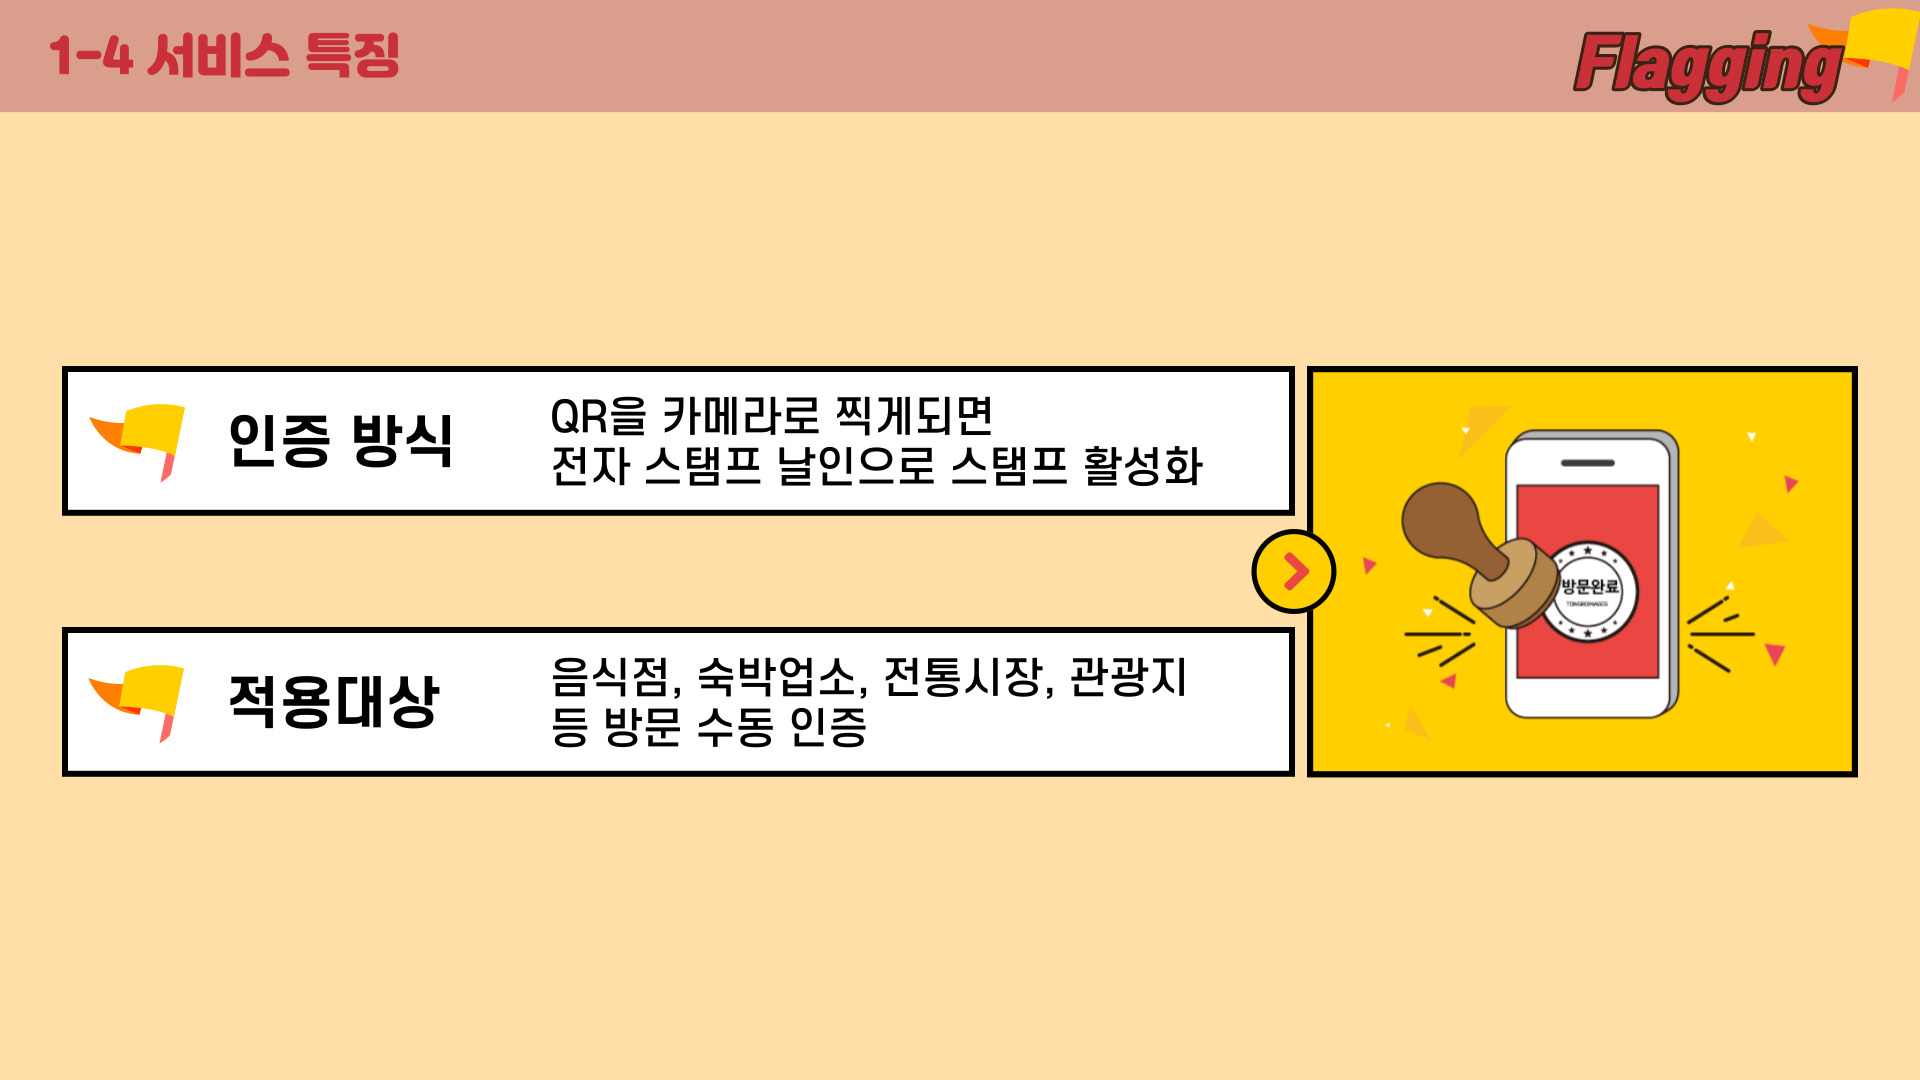 1-4 서비스 특징
Flagging
인증 방식
QR을 카메라로 찍게되면
전자 스탬프 날인으로 스탬프 활성화
적용대상
음식점, 숙박업소, 전통시장, 관광지
등 방문 수동 인증
방문완료
TONGROIMAGES